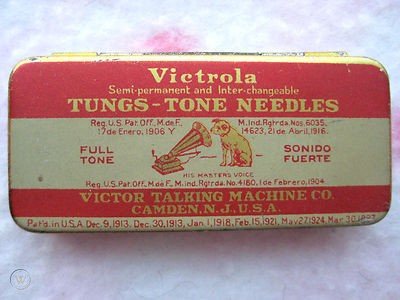 Victrola
Semi-permanent and Inter-changeable
TUNGS-TONE NEEDLES
Reg. U.S. Pat. Off. M.de F. M. Ind. Rgtrda. Nos. 6035,
17 de Enero, 1906 Y 14623, 21 de Abril, 1916.
FULL SONIDO
TONE FUERTE
HIS MASTERS VOICE
Reg. U.S. Pat. Off. M.de F. M. ind. Rgtrda. No. 4180, 1 de Febrero, 1904
VICTOR TALKING MACHINE CO.
CAMDEN, N.J., U.S.A.
Pat'd. in U.S.A. Dec. 9, 1913. Dec. 30, 1913, Jan. 1, 1918, Feb. 15, 1921, May 27, 1924, Mar. 30,